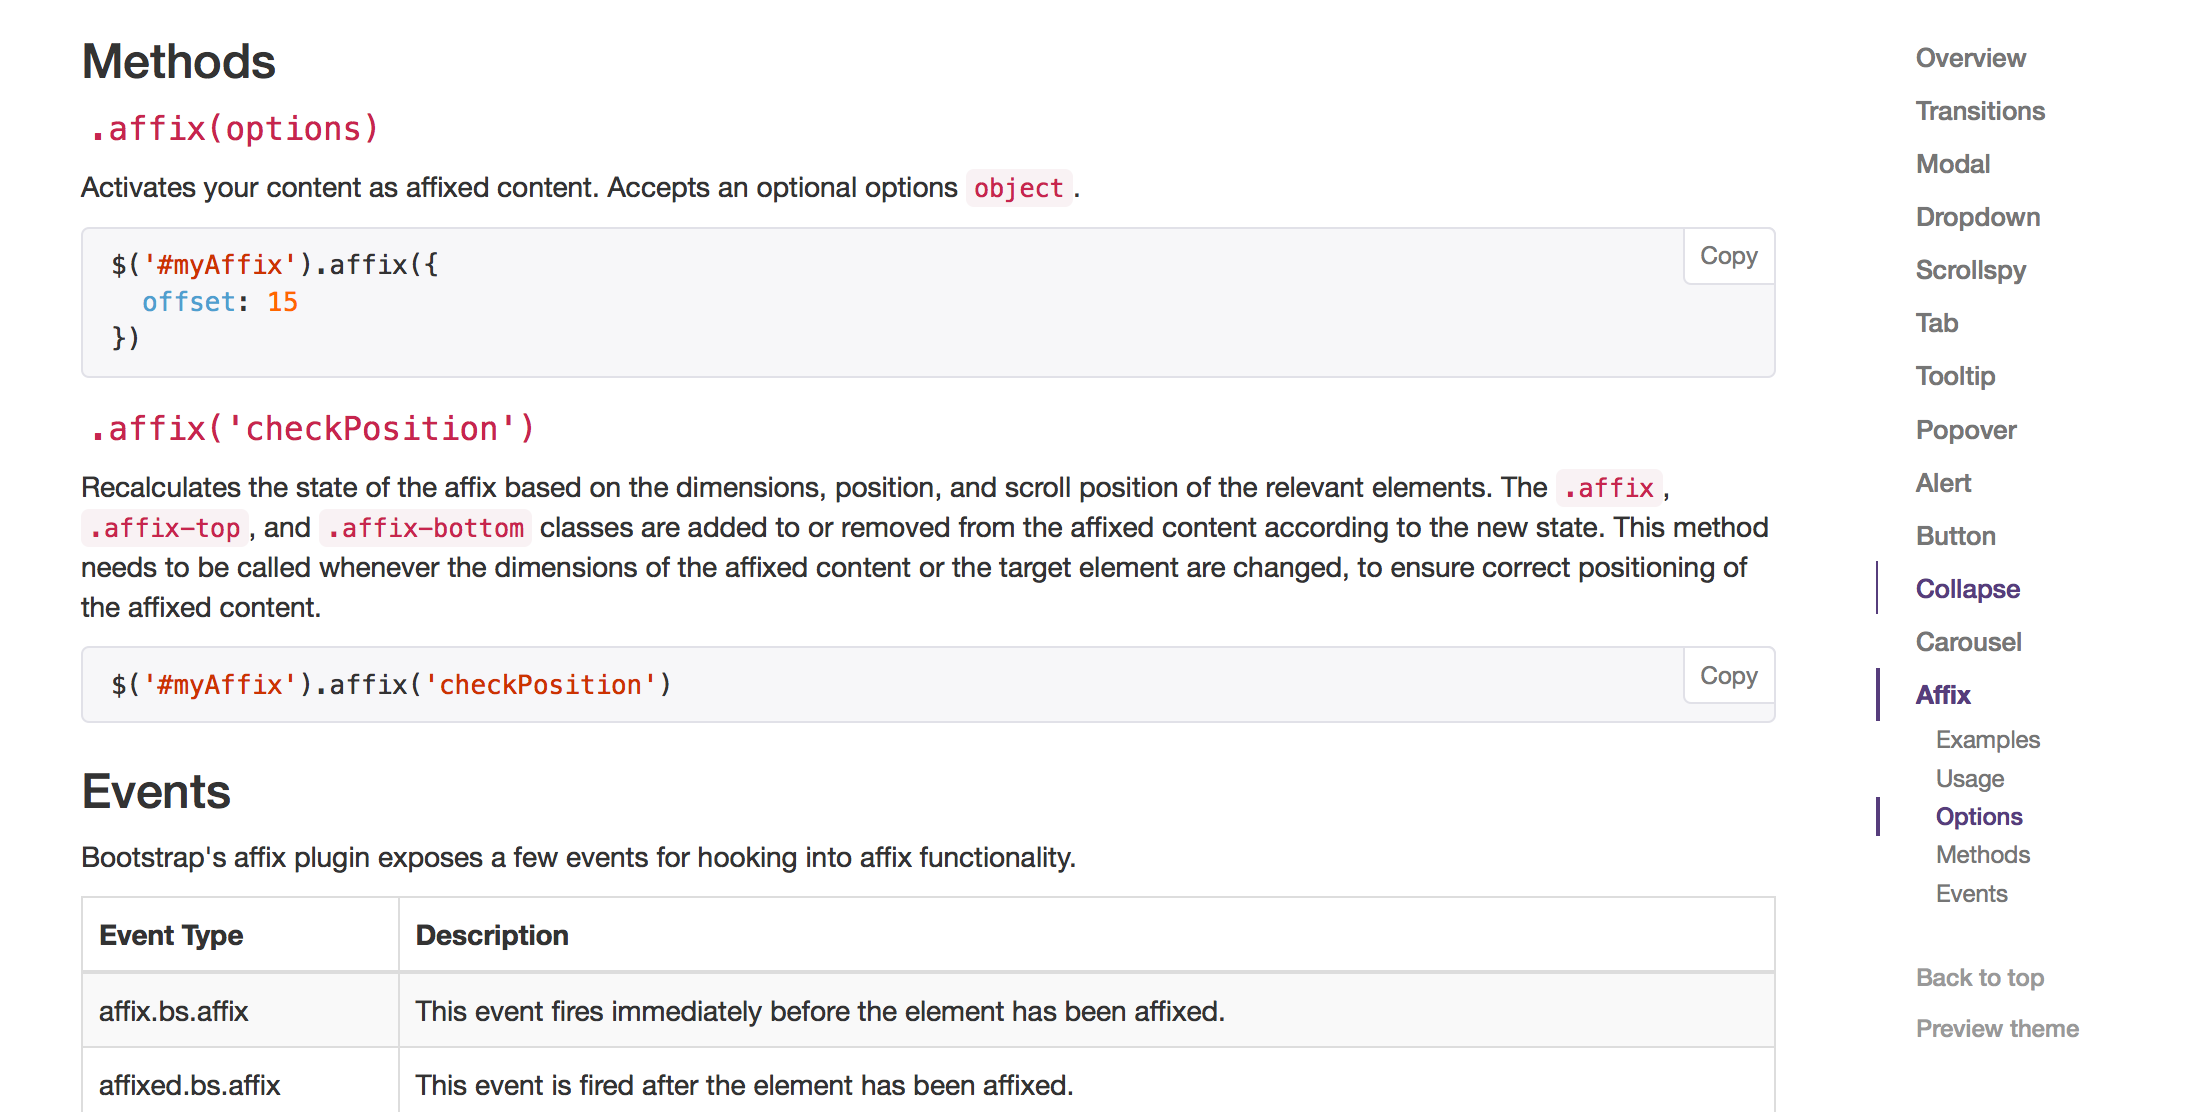 Methods
.affix(options)
Activates your content as affixed content. Accepts an optional options object.
Copy
$('#myAffix').affix({
  offset: 15
})
.affix('checkPosition')
Recalculates the state of the affix based on the dimensions, position, and scroll position of the relevant elements. The .affix,
.affix-top, and .affix-bottom classes are added to or removed from the affixed content according to the new state. This method
needs to be called whenever the dimensions of the affixed content or the target element are changed, to ensure correct positioning of
the affixed content.
Copy
$('#myAffix').affix('checkPosition')
Events
Bootstrap's affix plugin exposes a few events for hooking into affix functionality.
Event Type Description
affix.bs.affix This event fires immediately before the element has been affixed.
affixed.bs.affix This event is fired after the element has been affixed.
Overview
Transitions
Modal
Dropdown
Scrollspy
Tab
Tooltip
Popover
Alert
Button
Collapse
Carousel
Affix
Examples
Usage
Options
Methods
Events
Back to top
Preview theme